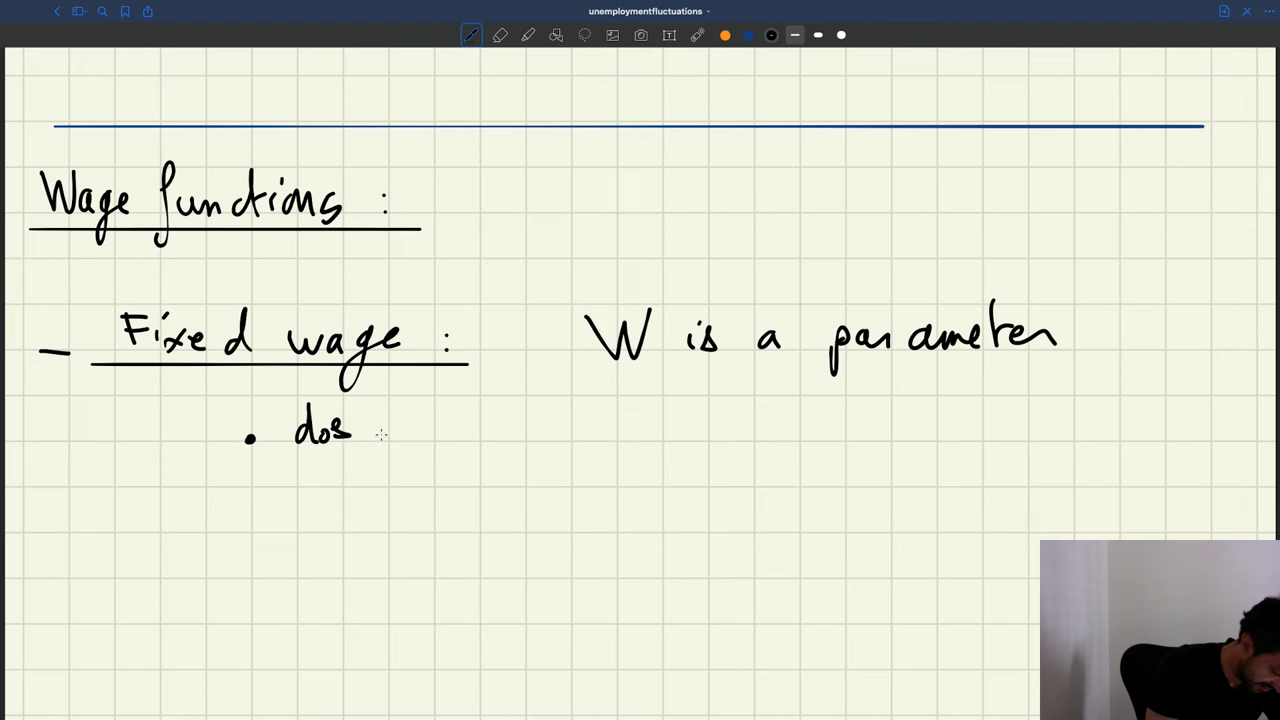 unemploymentfluctuations
Wage functions :
– Fixed wage : W is a parameter
• dos